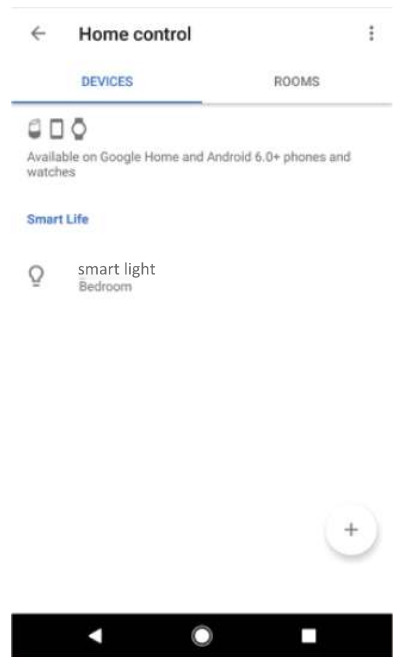 Home control
DEVICES
ROOMS
Available on Google Home and Android 6.0+ phones and
watches
Smart Life
smart light
Bedroom